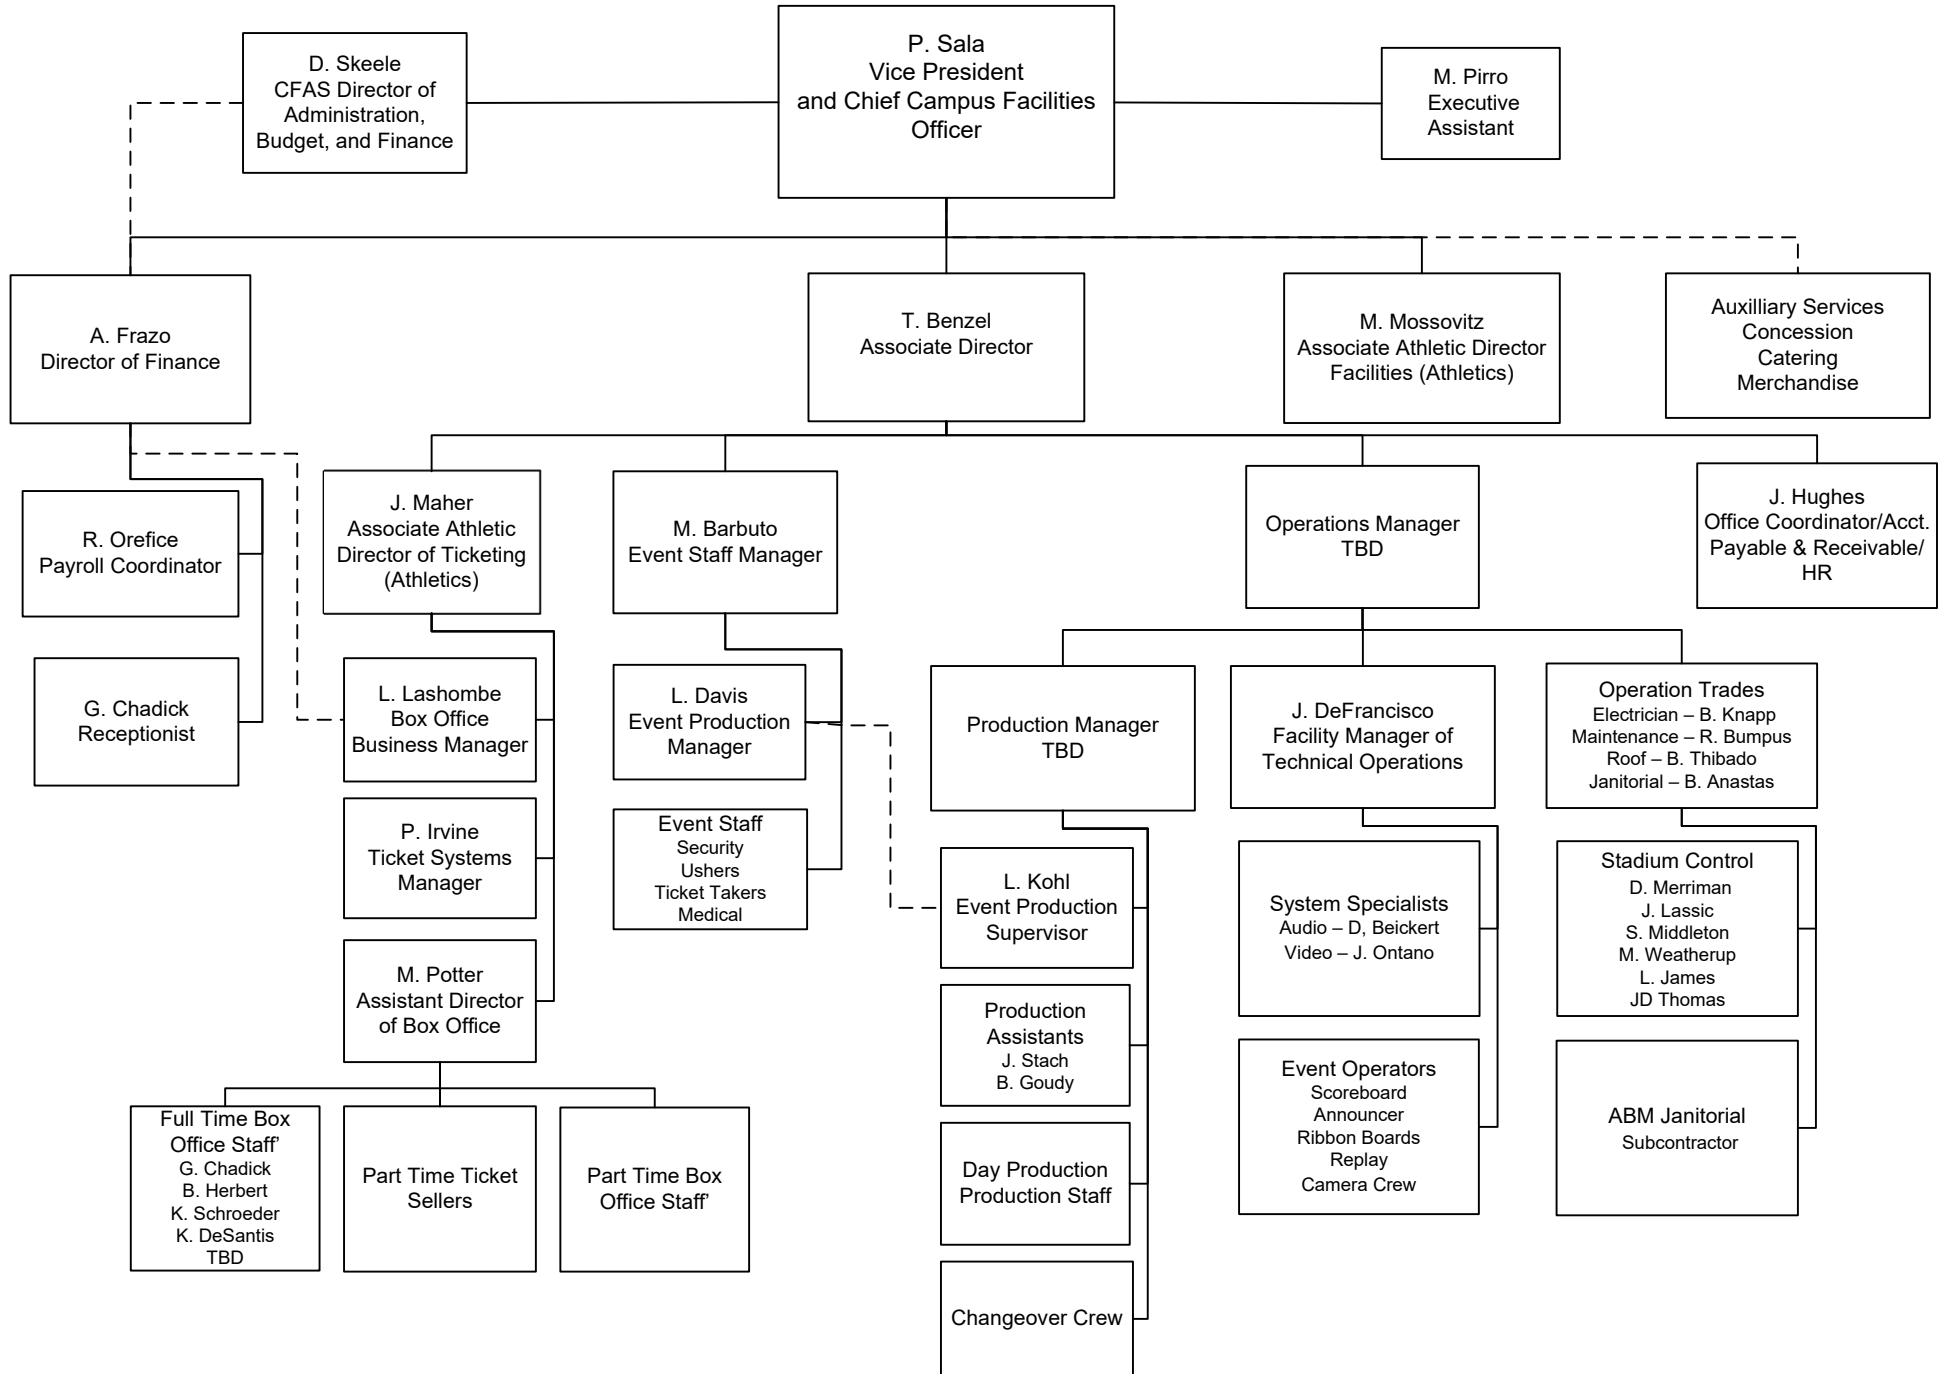 P. Sala
Vice President
and Chief Campus Facilities
Officer
D. Skeele
CFAS Director of
Administration,
Budget, and Finance
M. Pirro
Executive
Assistant
A. Frazo
Director of Finance
T. Benzel
Associate Director
M. Mossovitz
Associate Athletic Director
Facilities (Athletics)
Auxilliary Services
Concession
Catering
Merchandise
R. Orefice
Payroll Coordinator
G. Chadick
Receptionist
J. Maher
Associate Athletic
Director of Ticketing
(Athletics)
M. Barbuto
Event Staff Manager
Operations Manager
TBD
J. Hughes
Office Coordinator/Acct.
Payable & Receivable/
HR
L. Lashombe
Box Office
Business Manager
P. Irvine
Ticket Systems
Manager
M. Potter
Assistant Director
of Box Office
Full Time Box
Office Staff’
G. Chadick
B. Herbert
K. Schroeder
K. DeSantis
TBD
Part Time Ticket
Sellers
Part Time Box
Office Staff’
L. Davis
Event Production
Manager
Event Staff
Security
Ushers
Ticket Takers
Medical
Production Manager
TBD
L. Kohl
Event Production
Supervisor
Production
Assistants
J. Stach
B. Goudy
Day Production
Production Staff
Changeover Crew
J. DeFrancisco
Facility Manager of
Technical Operations
System Specialists
Audio – D, Beickert
Video – J. Ontano
Event Operators
Scoreboard
Announcer
Ribbon Boards
Replay
Camera Crew
Operation Trades
Electrician – B. Knapp
Maintenance – R. Bumpus
Roof – B. Thibado
Janitorial – B. Anastas
Stadium Control
D. Merriman
J. Lassic
S. Middleton
M. Weatherup
L. James
JD Thomas
ABM Janitorial
Subcontractor